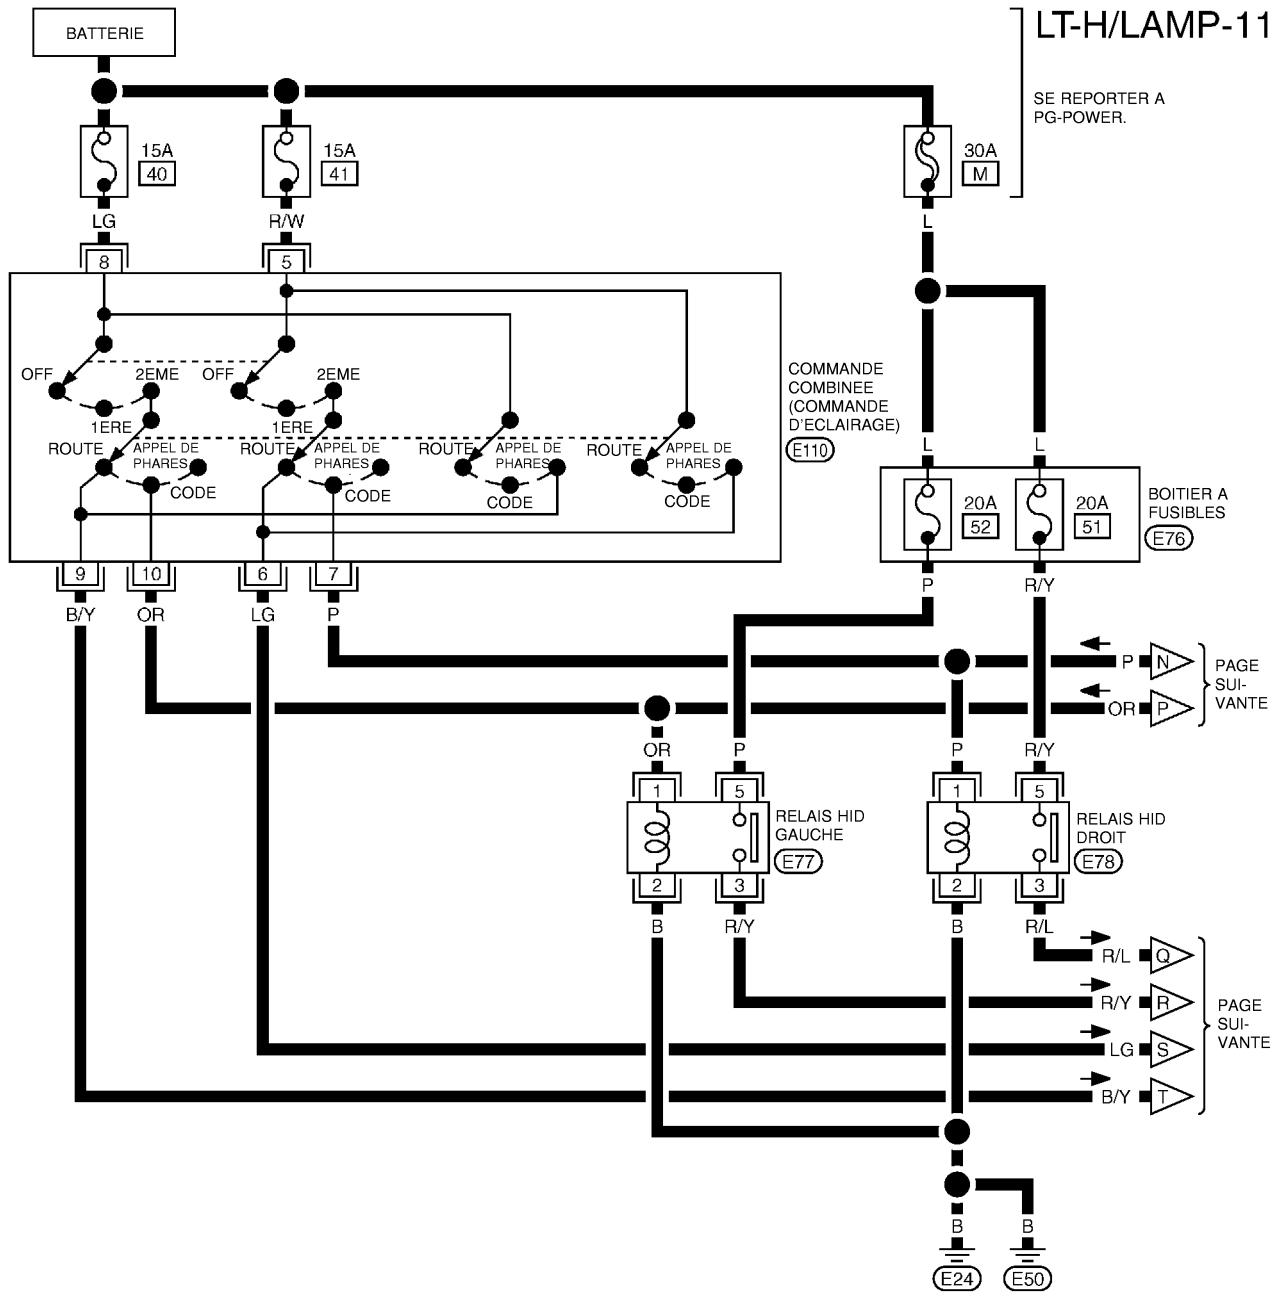 LT-H/LAMP-11
BATTERIE
SE REPORTER A
PG-POWER.
15A
40
15A
41
30A
M
LG
R/W
L
8
5
OFF
2EME
OFF
2EME
1ERE
1ERE
COMMANDE
COMBINEE
(COMMANDE
D'ECLAIRAGE)
E110
ROUTE
APPEL DE
PHARES
CODE
ROUTE
APPEL DE
PHARES
CODE
ROUTE
APPEL DE
PHARES
CODE
ROUTE
APPEL DE
PHARES
CODE
L
L
20A
52
20A
51
BOITIER A
FUSIBLES
E76
9
10
6
7
B/Y
OR
LG
P
P
R/Y
P
N
OR
P
PAGE
SUI-
VANTE
OR
P
P
R/Y
1
5
1
5
RELAIS HID
GAUCHE
E77
RELAIS HID
DROIT
E78
2
3
2
3
B
R/Y
B
R/L
R/L
Q
R/Y
R
LG
S
B/Y
T
PAGE
SUI-
VANTE
B
B
E24
E50